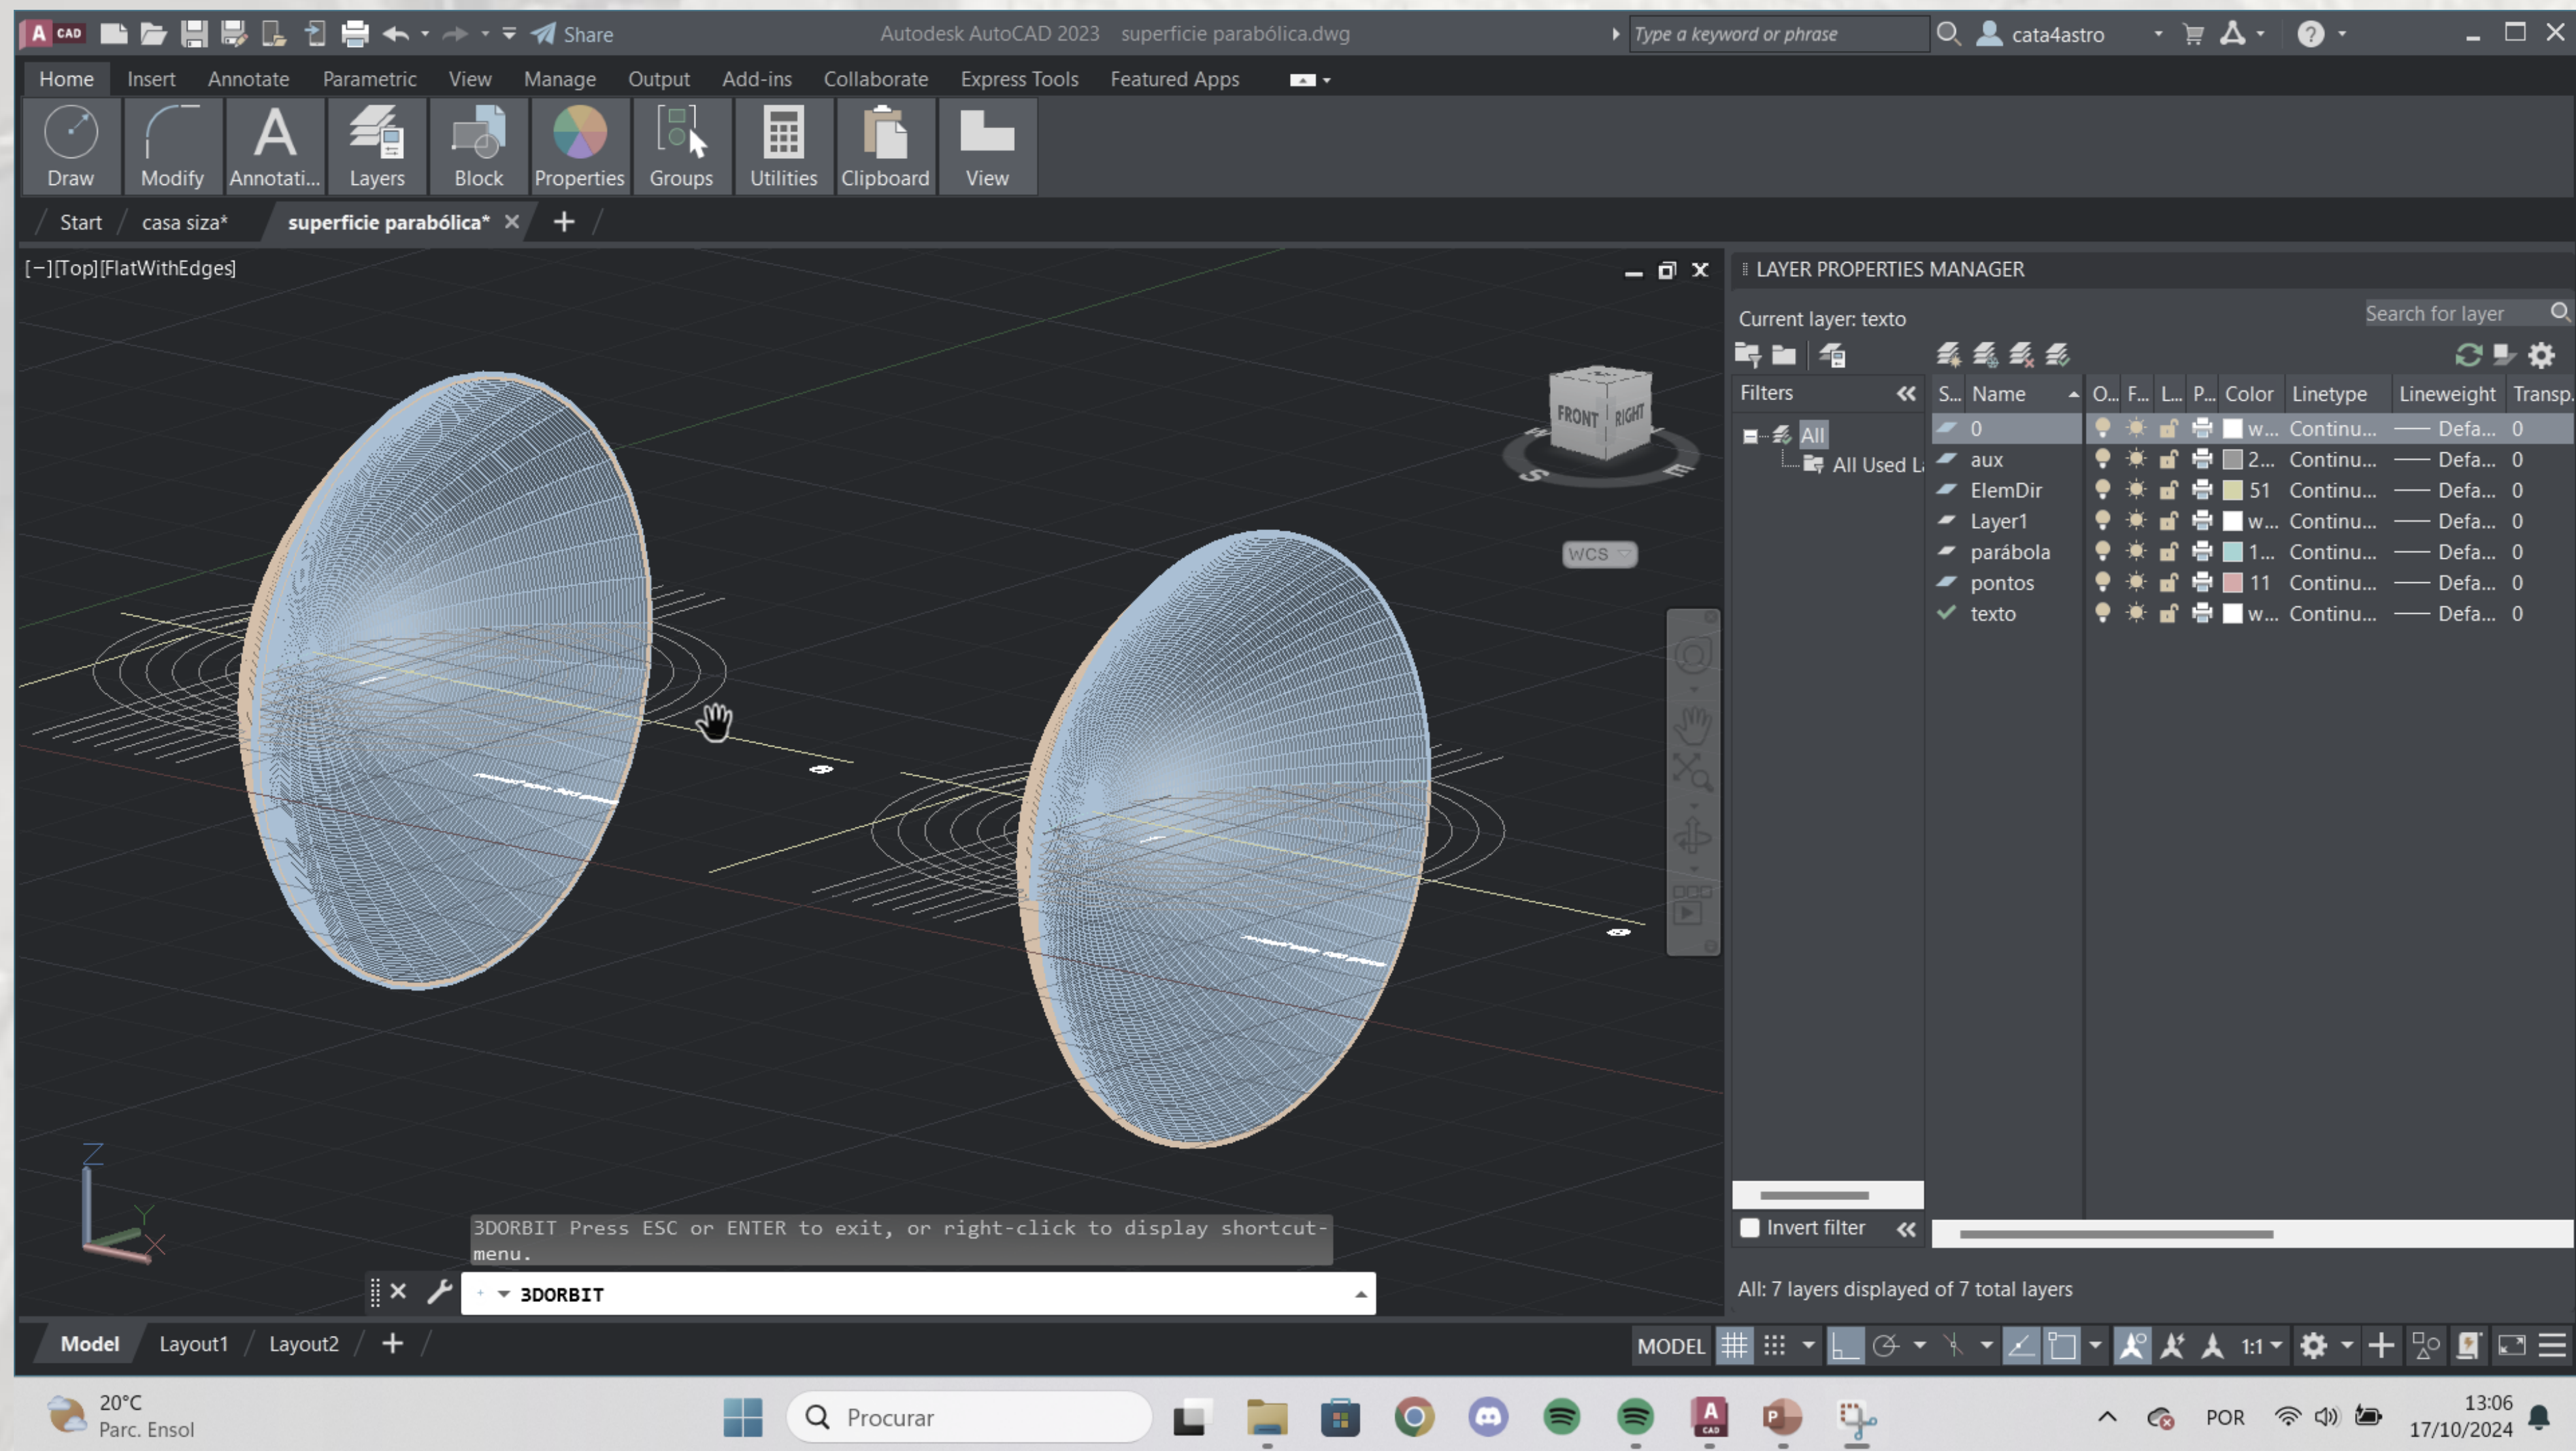 A CAD Share Autodesk AutoCAD 2023 superficie parabólica.dwg Type a keyword or phrase cata4astro
Home Insert Annotate Parametric View Manage Output Add-ins Collaborate Express Tools Featured Apps
Draw Modify Annotati... Layers Block Properties Groups Utilities Clipboard View
Start casa siza* superficie parabólica*
[−][Top][FlatWithEdges]
FRONT RIGHT
S E
WCS
Z
Y
X
3DORBIT Press ESC or ENTER to exit, or right-click to display shortcut-
menu.
3DORBIT
LAYER PROPERTIES MANAGER
Current layer: texto
Search for layer
Filters
All
All Used L
S... Name O... F... L... P... Color Linetype Lineweight Transp.
0 w... Continu... Defa... 0
aux 2... Continu... Defa... 0
ElemDir 51 Continu... Defa... 0
Layer1 w... Continu... Defa... 0
parábola 1... Continu... Defa... 0
pontos 11 Continu... Defa... 0
texto w... Continu... Defa... 0
Invert filter
All: 7 layers displayed of 7 total layers
Model Layout1 Layout2 MODEL 1:1
20°C
Parc. Ensol
Procurar
A CAD
P
POR
13:06
17/10/2024